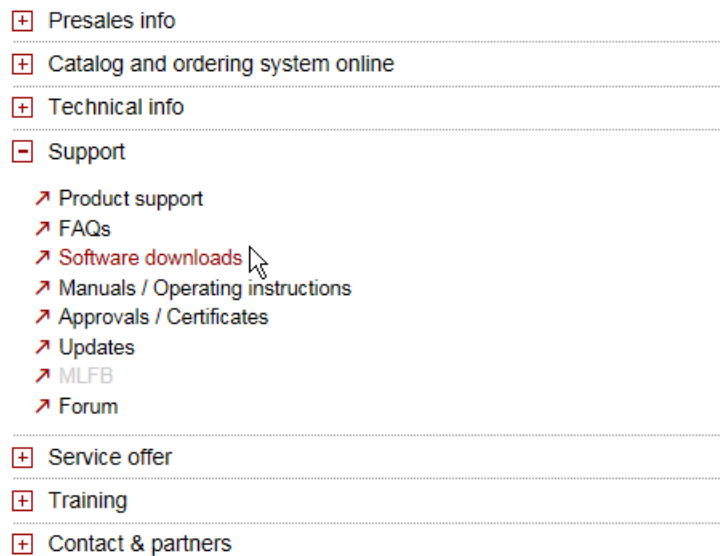 Presales info
Catalog and ordering system online
Technical info
Support
Product support
FAQs
Software downloads
Manuals / Operating instructions
Approvals / Certificates
Updates
MLFB
Forum
Service offer
Training
Contact & partners